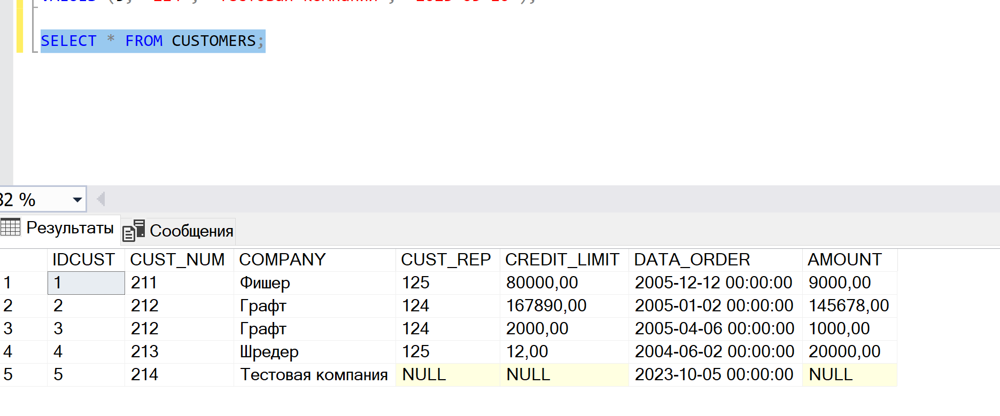 SELECT * FROM CUSTOMERS;
%
Результаты Сообщения
IDCUST CUST_NUM COMPANY CUST_REP CREDIT_LIMIT DATA_ORDER AMOUNT
1 1 211 Фишер 125 80000,00 2005-12-12 00:00:00 9000,00
2 2 212 Графт 124 167890,00 2005-01-02 00:00:00 145678,00
3 3 212 Графт 124 2000,00 2005-04-06 00:00:00 1000,00
4 4 213 Шредер 125 12,00 2004-06-02 00:00:00 20000,00
5 5 214 Тестовая компания NULL NULL 2023-10-05 00:00:00 NULL